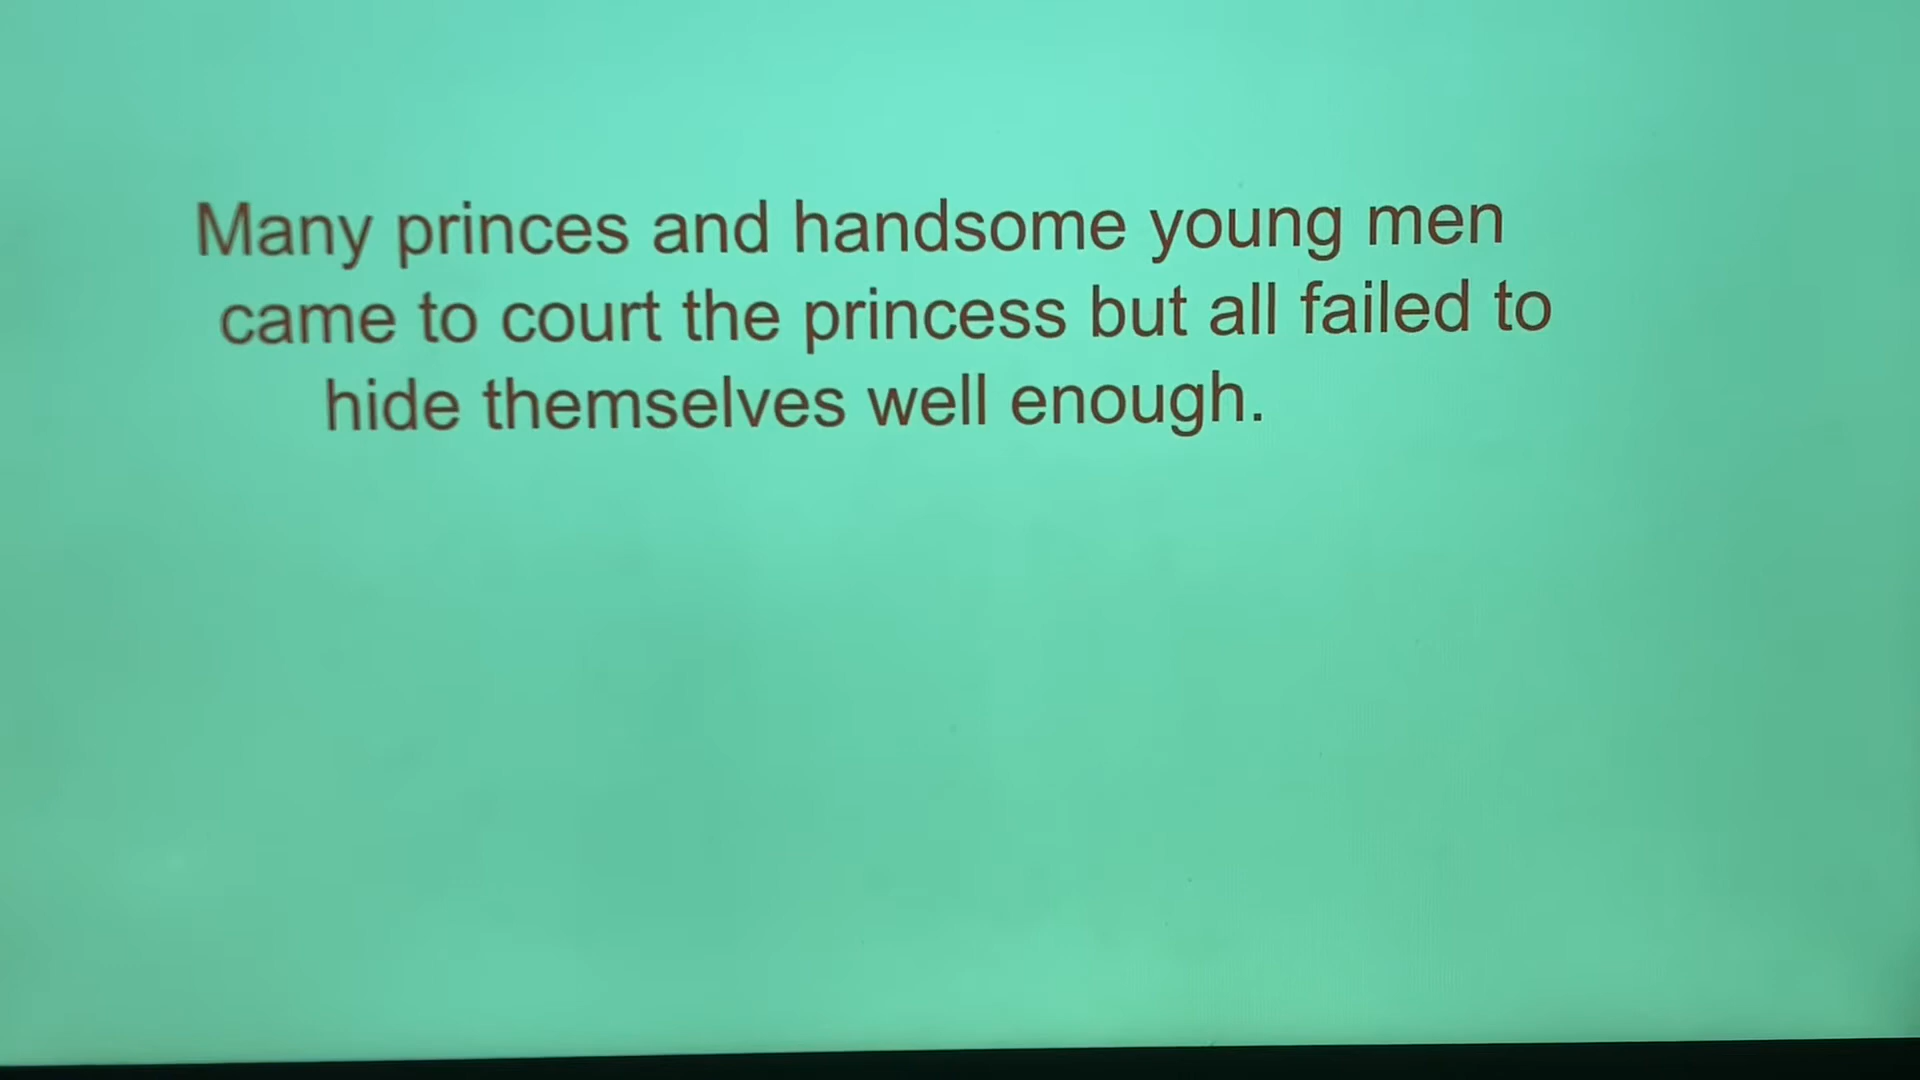 Many princes and handsome young men
came to court the princess but all failed to
hide themselves well enough.